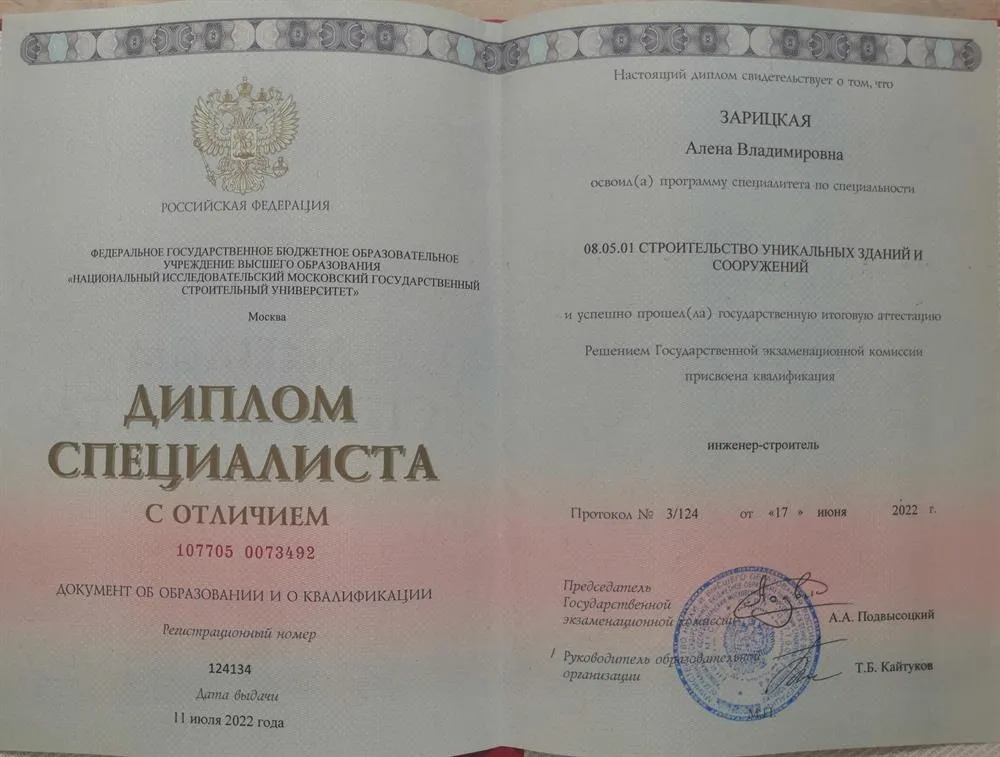 РОССИЙСКАЯ ФЕДЕРАЦИЯ
ФЕДЕРАЛЬНОЕ ГОСУДАРСТВЕННОЕ БЮДЖЕТНОЕ ОБРАЗОВАТЕЛЬНОЕ
УЧРЕЖДЕНИЕ ВЫСШЕГО ОБРАЗОВАНИЯ
«НАЦИОНАЛЬНЫЙ ИССЛЕДОВАТЕЛЬСКИЙ МОСКОВСКИЙ ГОСУДАРСТВЕННЫЙ
СТРОИТЕЛЬНЫЙ УНИВЕРСИТЕТ»
Москва
ДИПЛОМ
СПЕЦИАЛИСТА
С ОТЛИЧИЕМ
107705 0073492
ДОКУМЕНТ ОБ ОБРАЗОВАНИИ И О КВАЛИФИКАЦИИ
Регистрационный номер
124134
Дата выдачи
11 июля 2022 года
Настоящий диплом свидетельствует о том, что
ЗАРИЦКАЯ
Алена Владимировна
освоил(а) программу специалитета по специальности
08.05.01 СТРОИТЕЛЬСТВО УНИКАЛЬНЫХ ЗДАНИЙ И
СООРУЖЕНИЙ
и успешно прошел(ла) государственную итоговую аттестацию
Решением Государственной экзаменационной комиссии
присвоена квалификация
инженер-строитель
Протокол № 3/124 от «17 » июня 2022 г.
Председатель
Государственной
экзаменационной комиссии
А.А. Подвысоцкий
Руководитель образовательной
организации
Т.Б. Кайтуков
М.П.